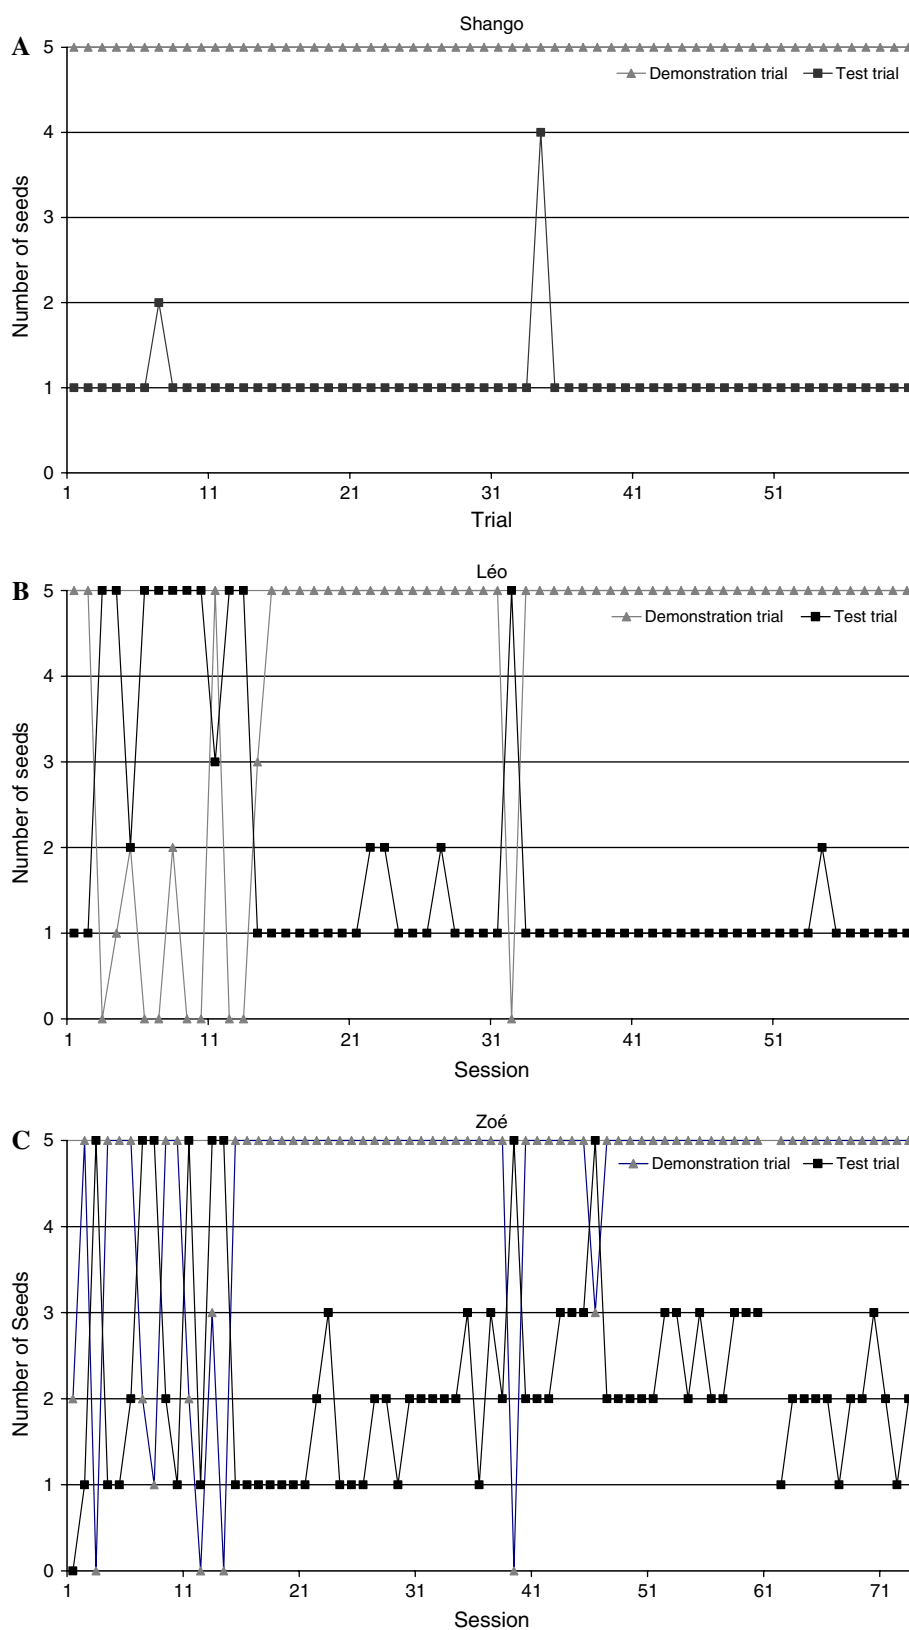 Shango
A
5
Demonstration trial Test trial
4
Number of seeds
3
2
1
0
1 11 21 31 41 51
Trial
Léo
B
5
Demonstration trial Test trial
4
Number of seeds
3
2
1
0
1 11 21 31 41 51
Session
Zoé
C
5
Demonstration trial Test trial
4
Number of Seeds
3
2
1
0
1 11 21 31 41 51 61 71
Session